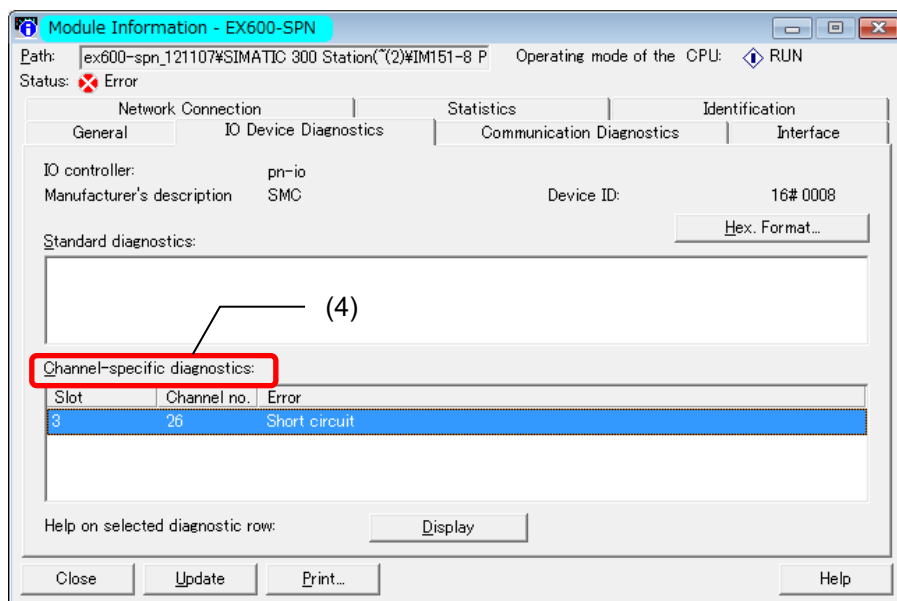 Module Information - EX600-SPN
Path: ex600-spn_121107¥SIMATIC 300 Station(~(2)¥IM151-8 P Operating mode of the CPU: RUN
Status: Error
Network Connection Statistics Identification
General IO Device Diagnostics Communication Diagnostics Interface
IO controller: pn-io
Manufacturer's description SMC Device ID: 16# 0008
Hex. Format...
Standard diagnostics:
(4)
Channel-specific diagnostics:
Slot Channel no. Error
3 26 Short circuit
Help on selected diagnostic row: Display
Close Update Print... Help